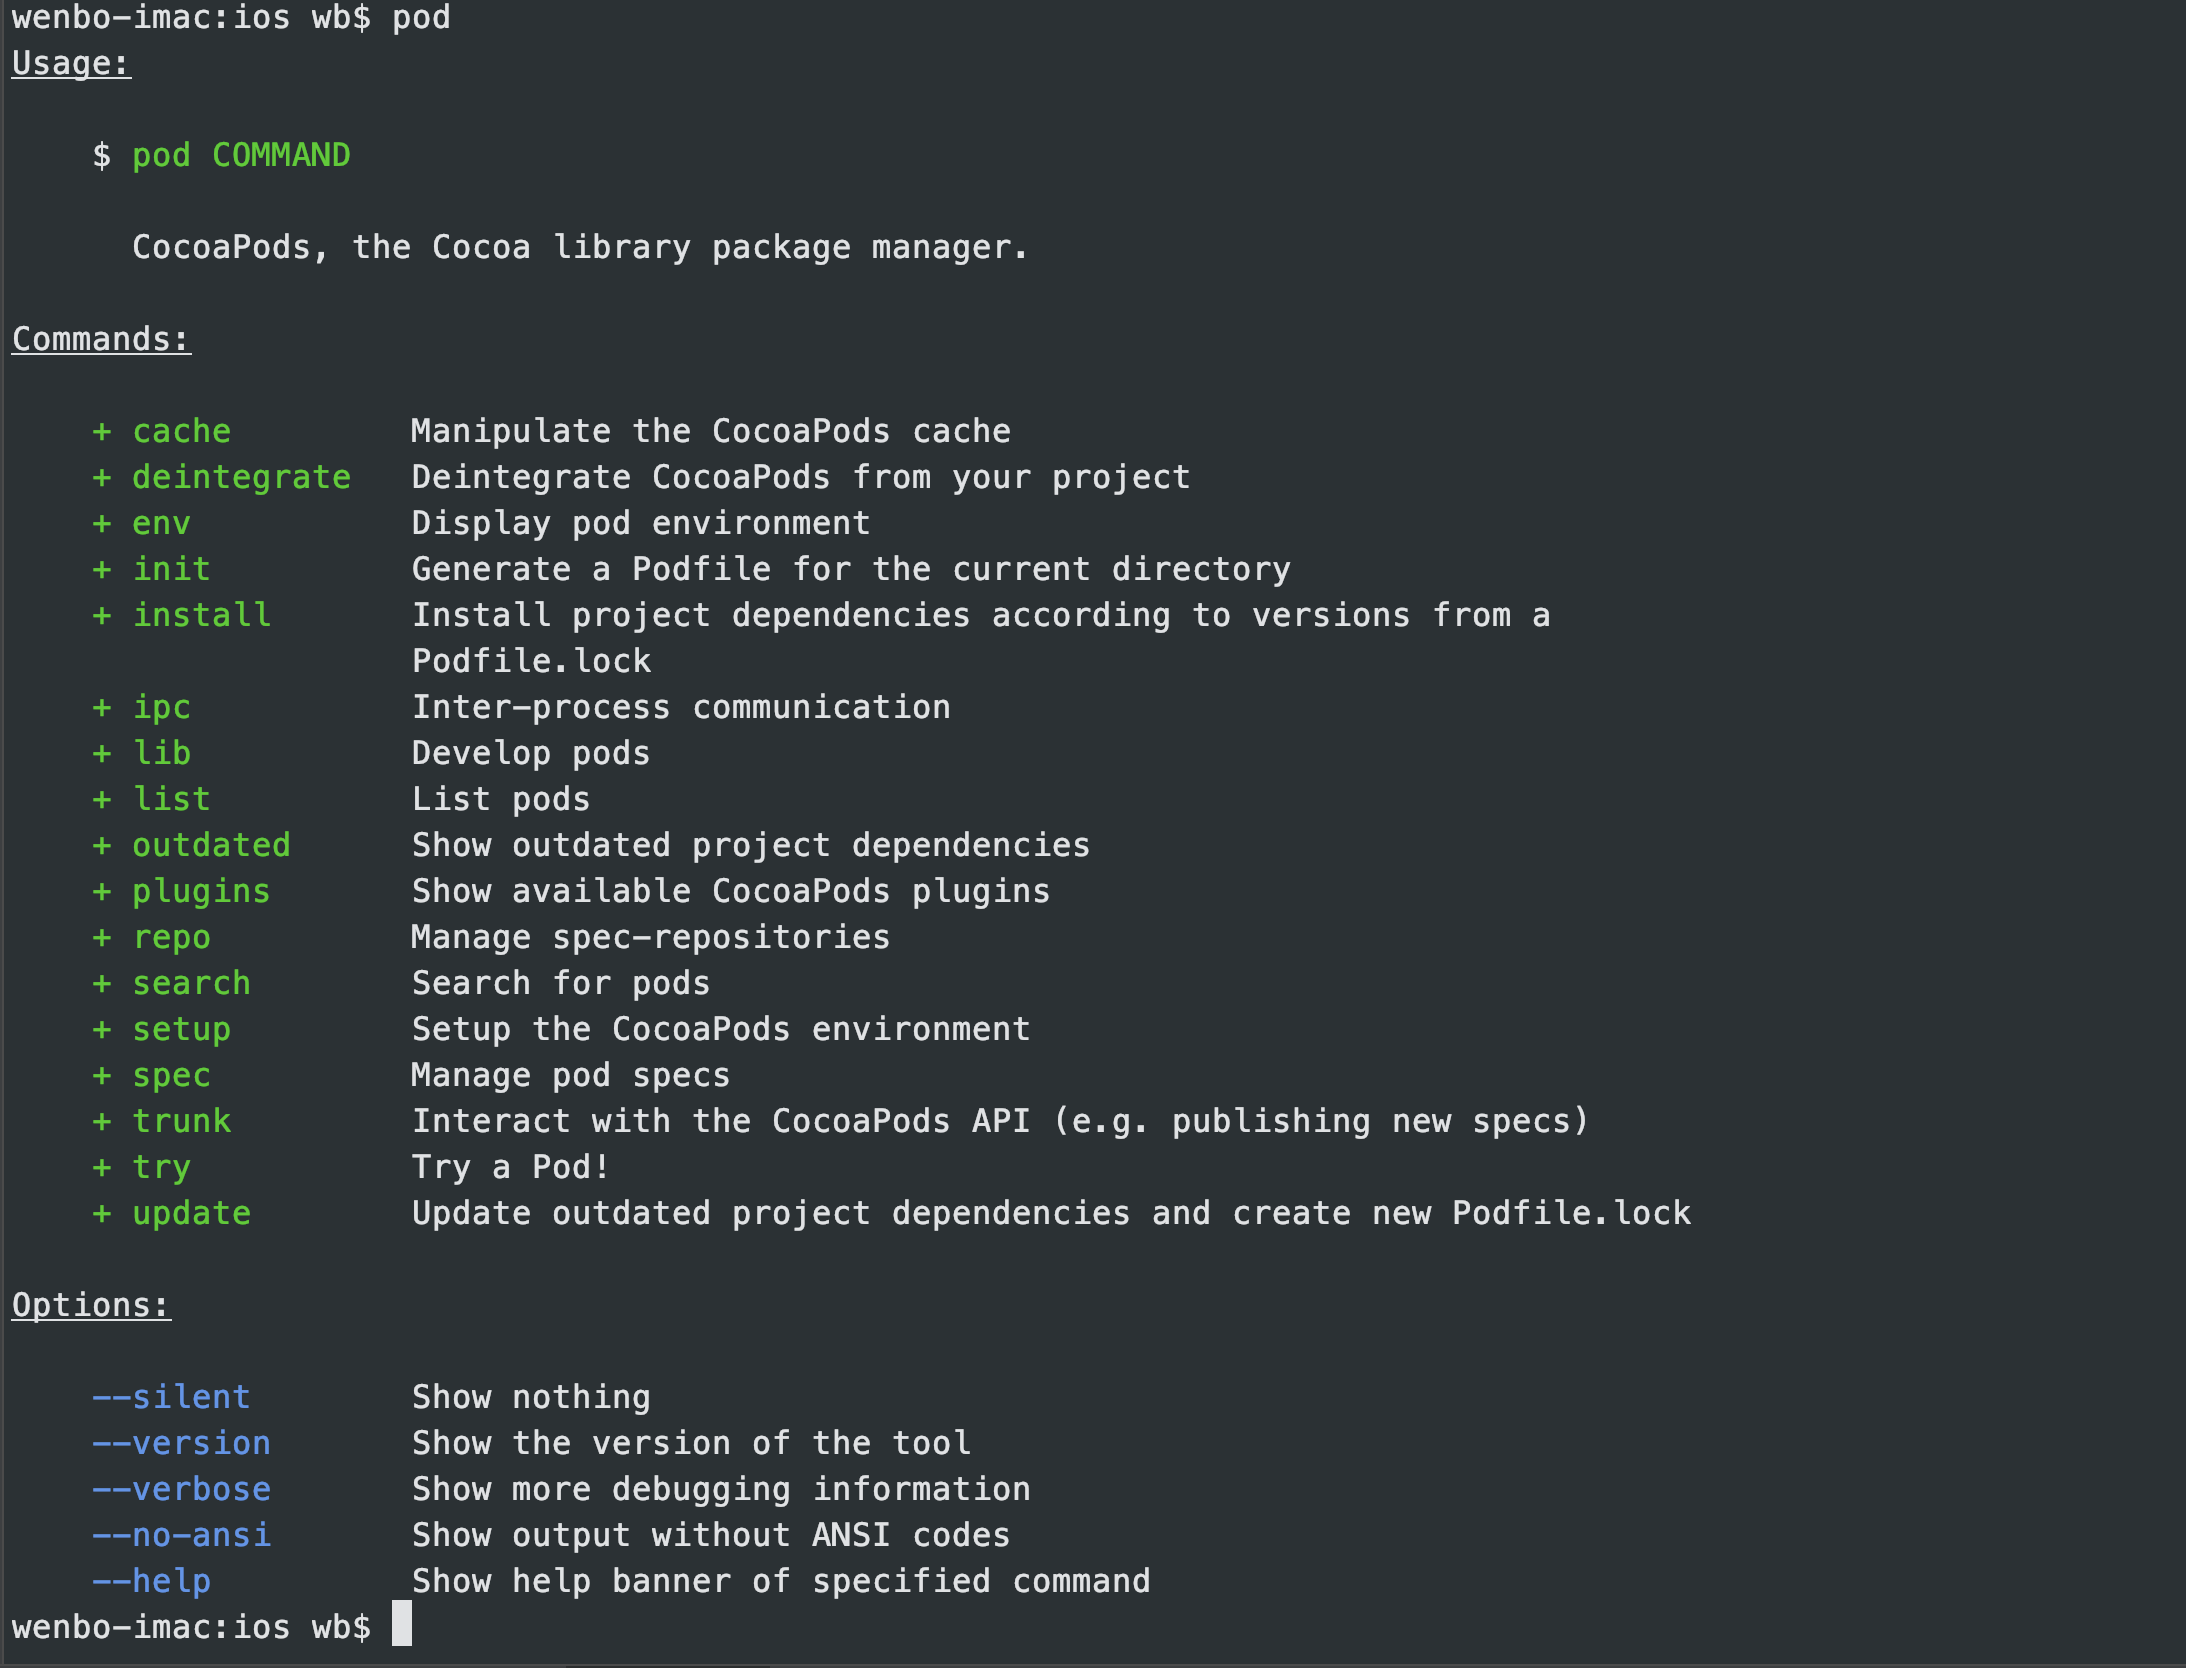 wenbo-imac:ios wb$ pod
Usage:
$ pod COMMAND
CocoaPods, the Cocoa library package manager.
Commands:
+ cache Manipulate the CocoaPods cache
+ deintegrate Deintegrate CocoaPods from your project
+ env Display pod environment
+ init Generate a Podfile for the current directory
+ install Install project dependencies according to versions from a
Podfile.lock
+ ipc Inter-process communication
+ lib Develop pods
+ list List pods
+ outdated Show outdated project dependencies
+ plugins Show available CocoaPods plugins
+ repo Manage spec-repositories
+ search Search for pods
+ setup Setup the CocoaPods environment
+ spec Manage pod specs
+ trunk Interact with the CocoaPods API (e.g. publishing new specs)
+ try Try a Pod!
+ update Update outdated project dependencies and create new Podfile.lock
Options:
--silent Show nothing
--version Show the version of the tool
--verbose Show more debugging information
--no-ansi Show output without ANSI codes
--help Show help banner of specified command
wenbo-imac:ios wb$